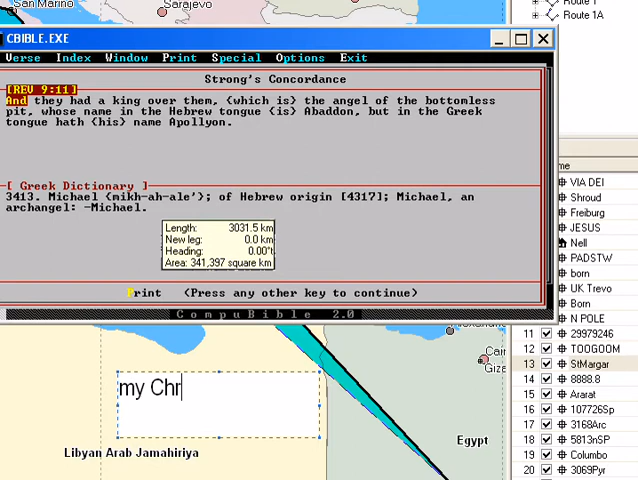 San Marino
Sarajevo
Route 1
Route 1A
CBIBLE.EXE
Verse Index Window Print Special Options Exit
Strong's Concordance
[REV 9:11]
And they had a king over them, {which is} the angel of the bottomless
pit, whose name in the Hebrew tongue {is} Abaddon, but in the Greek
tongue hath {his} name Apollyon.
[ Greek Dictionary ]
3413. Michael {mikh-ah-ale'}; of Hebrew origin [4317]; Michael, an
archangel: -Michael.
Length: 3031.5 km
New leg: 0.0 km
Heading: 0.00°t
Area: 341,397 square km
Print (Press any other key to continue)
CompuBible 2.0
my Chr
Libyan Arab Jamahiriya
Egypt
me
VIA DEI
Shroud
Freiburg
JESUS
Nell
PADSTW
born
UK Trevo
Born
N POLE
11 29979246
12 TOOGOOM
13 StMargar
14 8888.8
15 Ararat
16 107726Sp
17 3168Arc
18 5813nSP
19 Columbo
20 3069Pyr